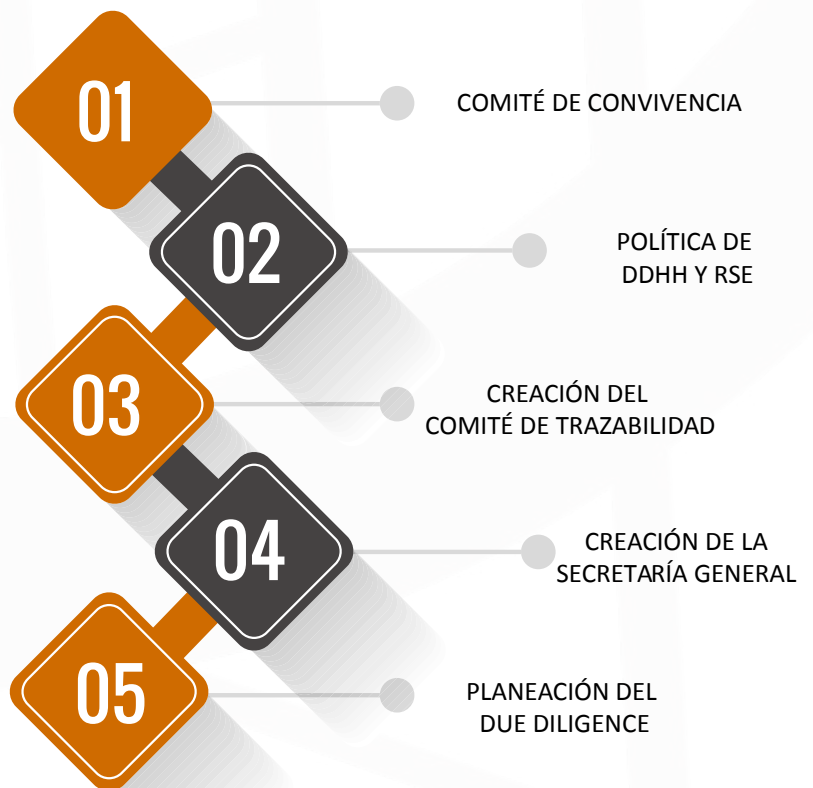 01
COMITÉ DE CONVIVENCIA
02
POLÍTICA DE
DDHH Y RSE
03
CREACIÓN DEL
COMITÉ DE TRAZABILIDAD
04
CREACIÓN DE LA
SECRETARÍA GENERAL
05
PLANEACIÓN DEL
DUE DILIGENCE